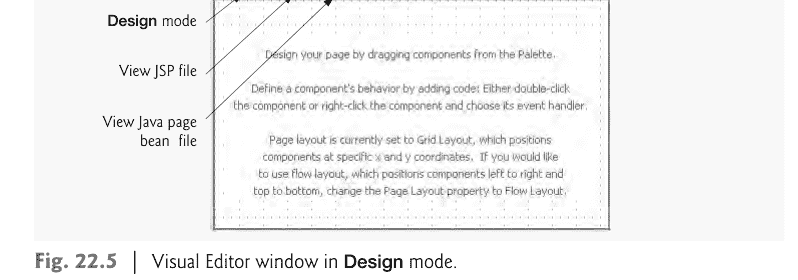 Design mode
View JSP file
View Java page
bean file
Design your page by dragging components from the Palette.
Define a component's behavior by adding code: Either double-click
the component or right-click the component and choose its event handler.
Page layout is currently set to Grid Layout, which positions
components at specific x and y coordinates. If you would like
to use flow layout, which positions components left to right and
top to bottom, change the Page Layout property to Flow Layout.
Fig. 22.5 | Visual Editor window in Design mode.